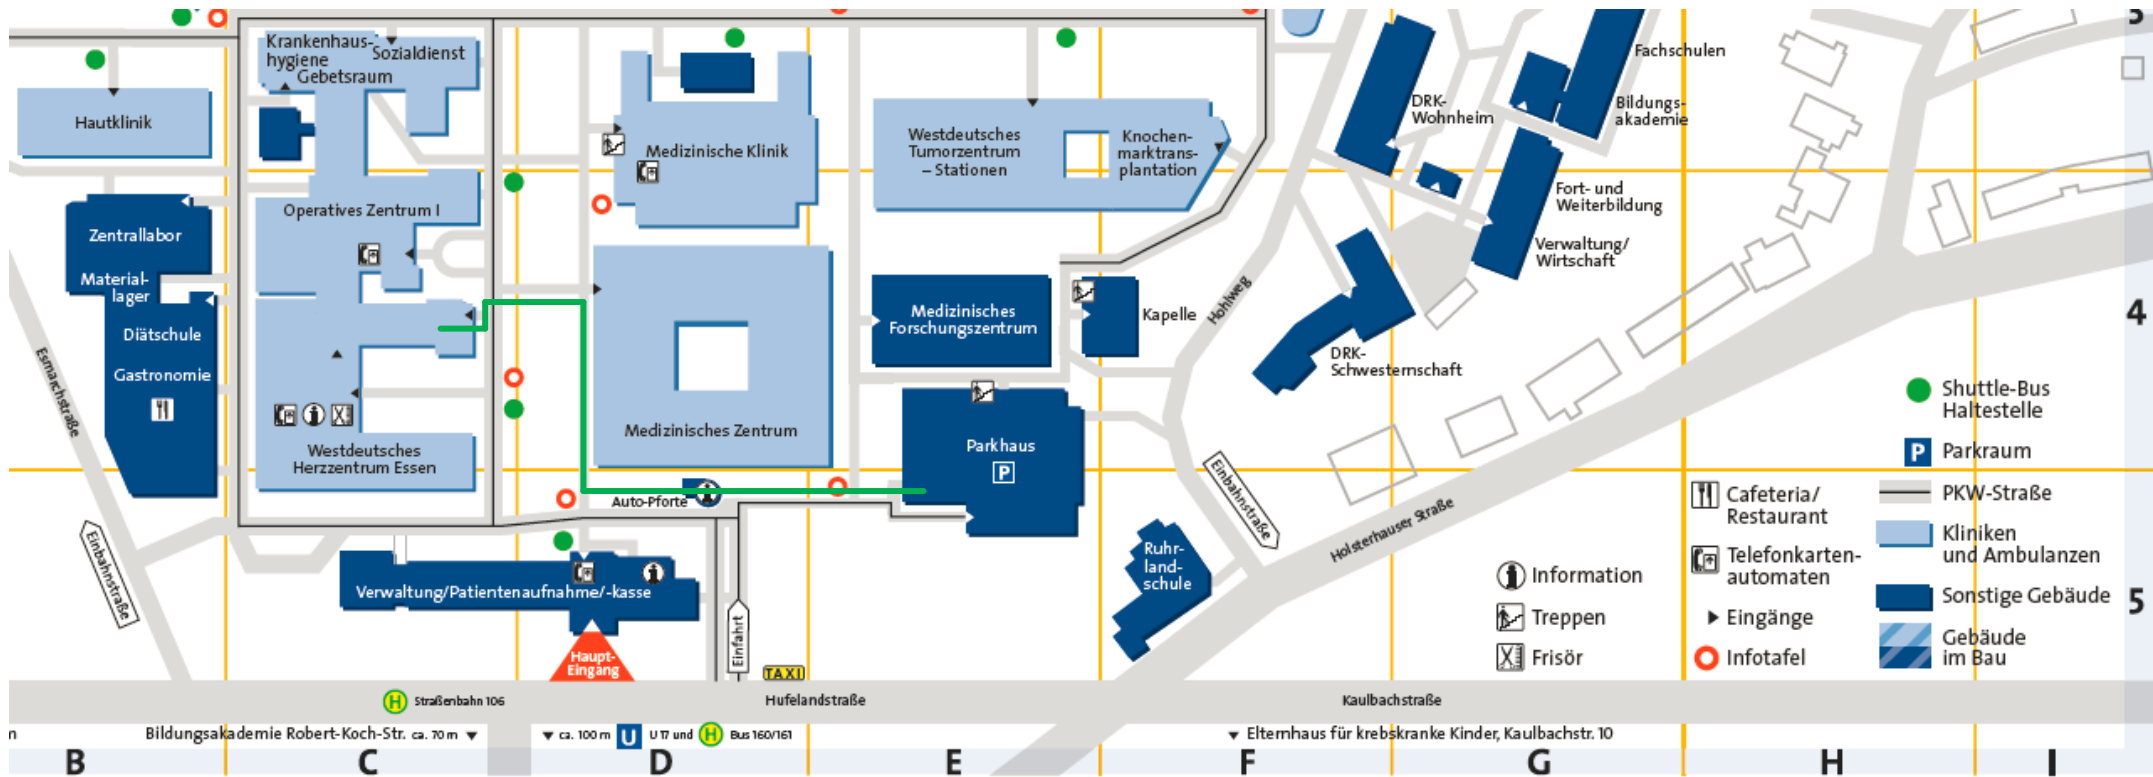 3
Krankenhaus-
hygiene
Sozialdienst
Gebetsraum
Hautklinik
Medizinische Klinik
Westdeutsches
Tumorzentrum
– Stationen
Knochen-
marktrans-
plantation
DRK-
Wohnheim
Fachschulen
Bildungs-
akademie
Fort- und
Weiterbildung
Verwaltung/
Wirtschaft
Zentrallabor
Operatives Zentrum I
Material-
lager
Diätschule
Gastronomie
Esmarchstraße
Medizinisches
Forschungszentrum
Kapelle
Hohlweg
DRK-
Schwesternschaft
4
Westdeutsches
Herzzentrum Essen
Medizinisches Zentrum
Parkhaus
P
Auto-Pforte
Einbahnstraße
Einbahnstraße
Holsterhauser Straße
Ruhr-
land-
schule
Verwaltung/Patientenaufnahme/-kasse
Haupt-
Eingang
Einfahrt
TAXI
Shuttle-Bus
Haltestelle
P Parkraum
PKW-Straße
Kliniken
und Ambulanzen
Sonstige Gebäude
Gebäude
im Bau
Cafeteria/
Restaurant
Telefonkarten-
automaten
Eingänge
Infotafel
i Information
Treppen
Frisör
5
H Straßenbahn 106
Hufelandstraße
Kaulbachstraße
n
Bildungsakademie Robert-Koch-Str. ca. 70 m
ca. 100 m U U 17 und H Bus 160/161
Elternhaus für krebskranke Kinder, Kaulbachstr. 10
B C D E F G H I